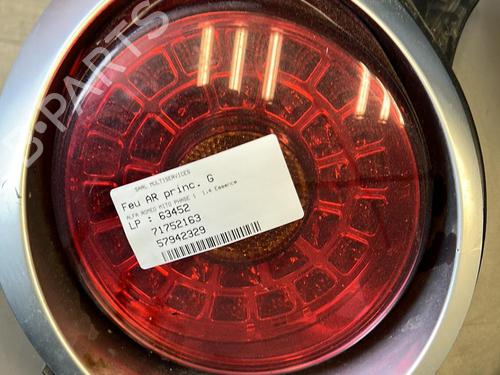 B-PARTS
SARL MULTISERVICES
Feu AR princ. G
ALFA ROMEO MITO PHASE 1 1.4 Essence
LP : 63452
71752163
57942329